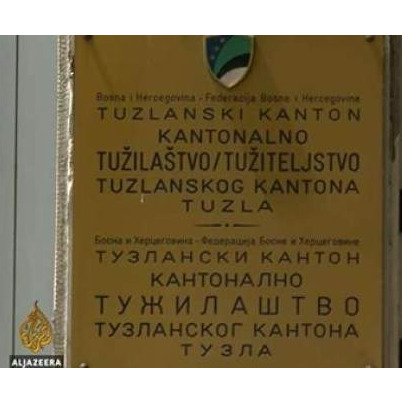 Bosna i Hercegovina - Federacija Bosne i Hercegovine
TUZLANSKI KANTON
KANTONALNO
TUŽILAŠTVO/TUŽITELJSTVO
TUZLANSKOG KANTONA
TUZLA
Босна и Херцеговина - Федерација Босне и Херцеговине
ТУЗЛАНСКИ КАНТОН
КАНТОНАЛНО
ТУЖИЛАШТВО
ТУЗЛАНСКОГ КАНТОНА
ТУЗЛА
ALJAZEERA